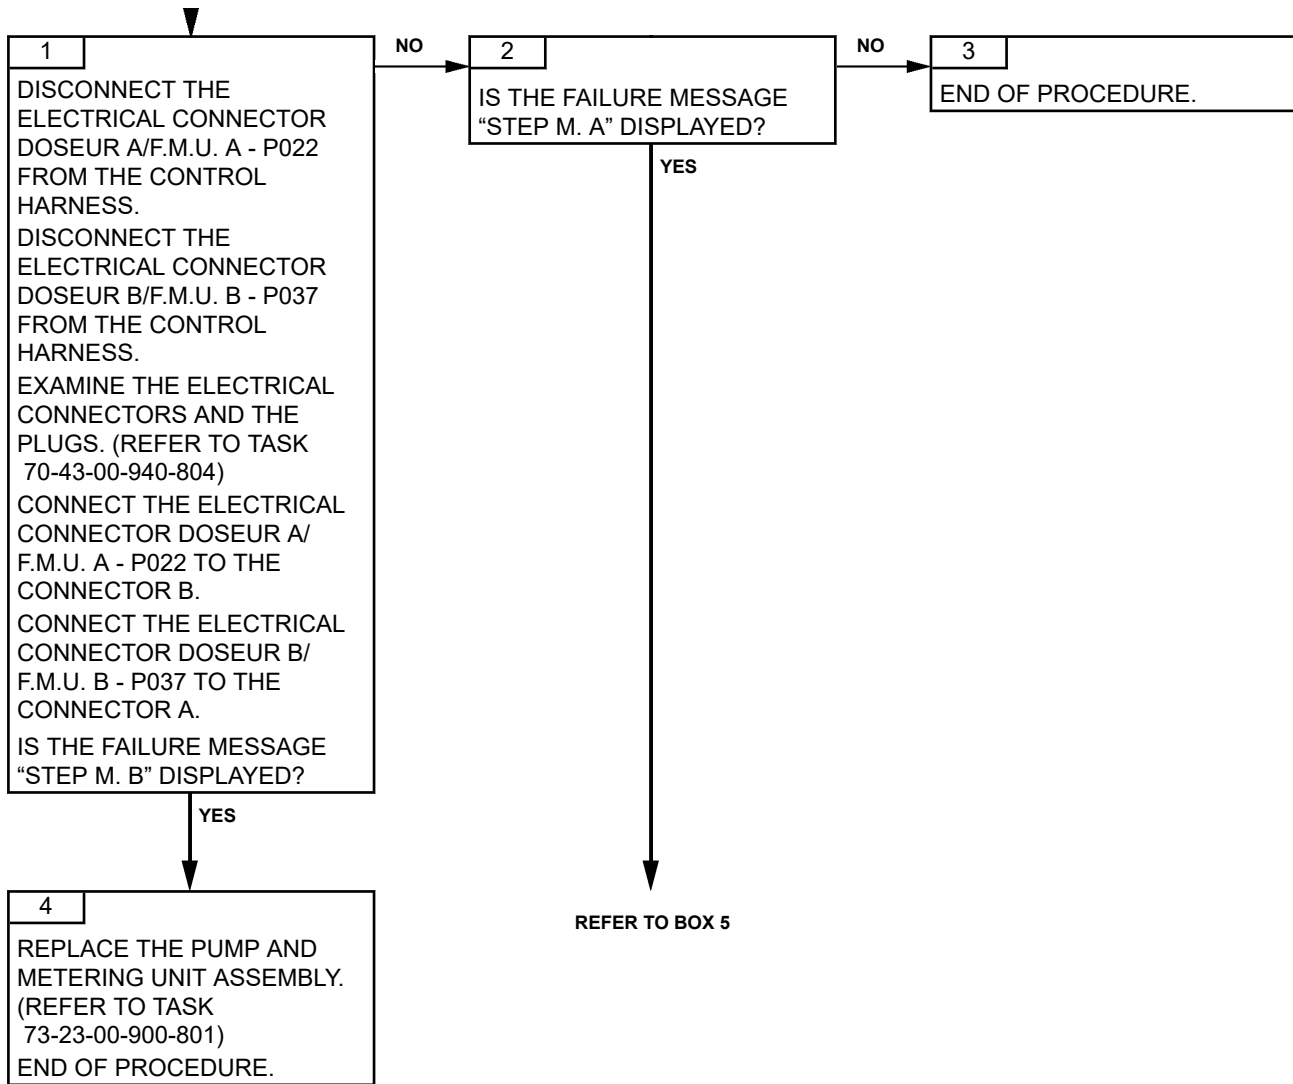 1
DISCONNECT THE
ELECTRICAL CONNECTOR
DOSEUR A/F.M.U. A - P022
FROM THE CONTROL
HARNESS.
DISCONNECT THE
ELECTRICAL CONNECTOR
DOSEUR B/F.M.U. B - P037
FROM THE CONTROL
HARNESS.
EXAMINE THE ELECTRICAL
CONNECTORS AND THE
PLUGS. (REFER TO TASK
70-43-00-940-804)
CONNECT THE ELECTRICAL
CONNECTOR DOSEUR A/
F.M.U. A - P022 TO THE
CONNECTOR B.
CONNECT THE ELECTRICAL
CONNECTOR DOSEUR B/
F.M.U. B - P037 TO THE
CONNECTOR A.
IS THE FAILURE MESSAGE
“STEP M. B” DISPLAYED?
NO
2
IS THE FAILURE MESSAGE
“STEP M. A” DISPLAYED?
NO
3
END OF PROCEDURE.
YES
YES
4
REPLACE THE PUMP AND
METERING UNIT ASSEMBLY.
(REFER TO TASK
73-23-00-900-801)
END OF PROCEDURE.
REFER TO BOX 5